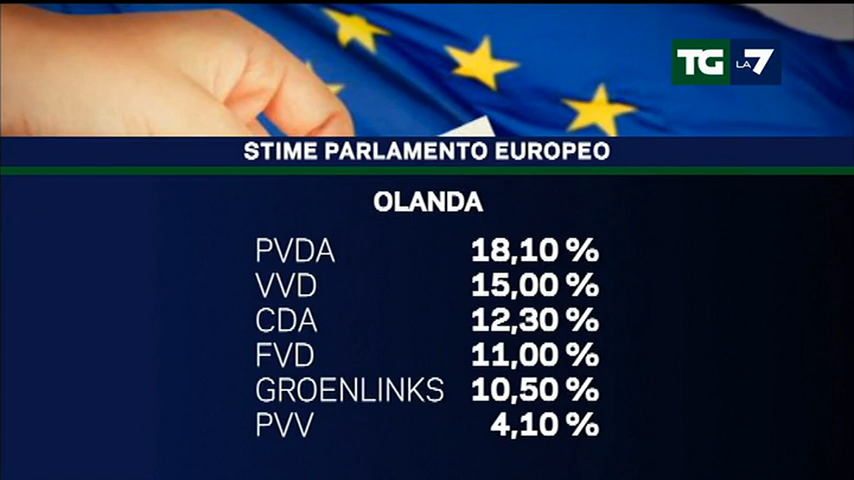 TG LA7
STIME PARLAMENTO EUROPEO
OLANDA
PVDA 18,10 %
VVD 15,00 %
CDA 12,30 %
FVD 11,00 %
GROENLINKS 10,50 %
PVV 4,10 %